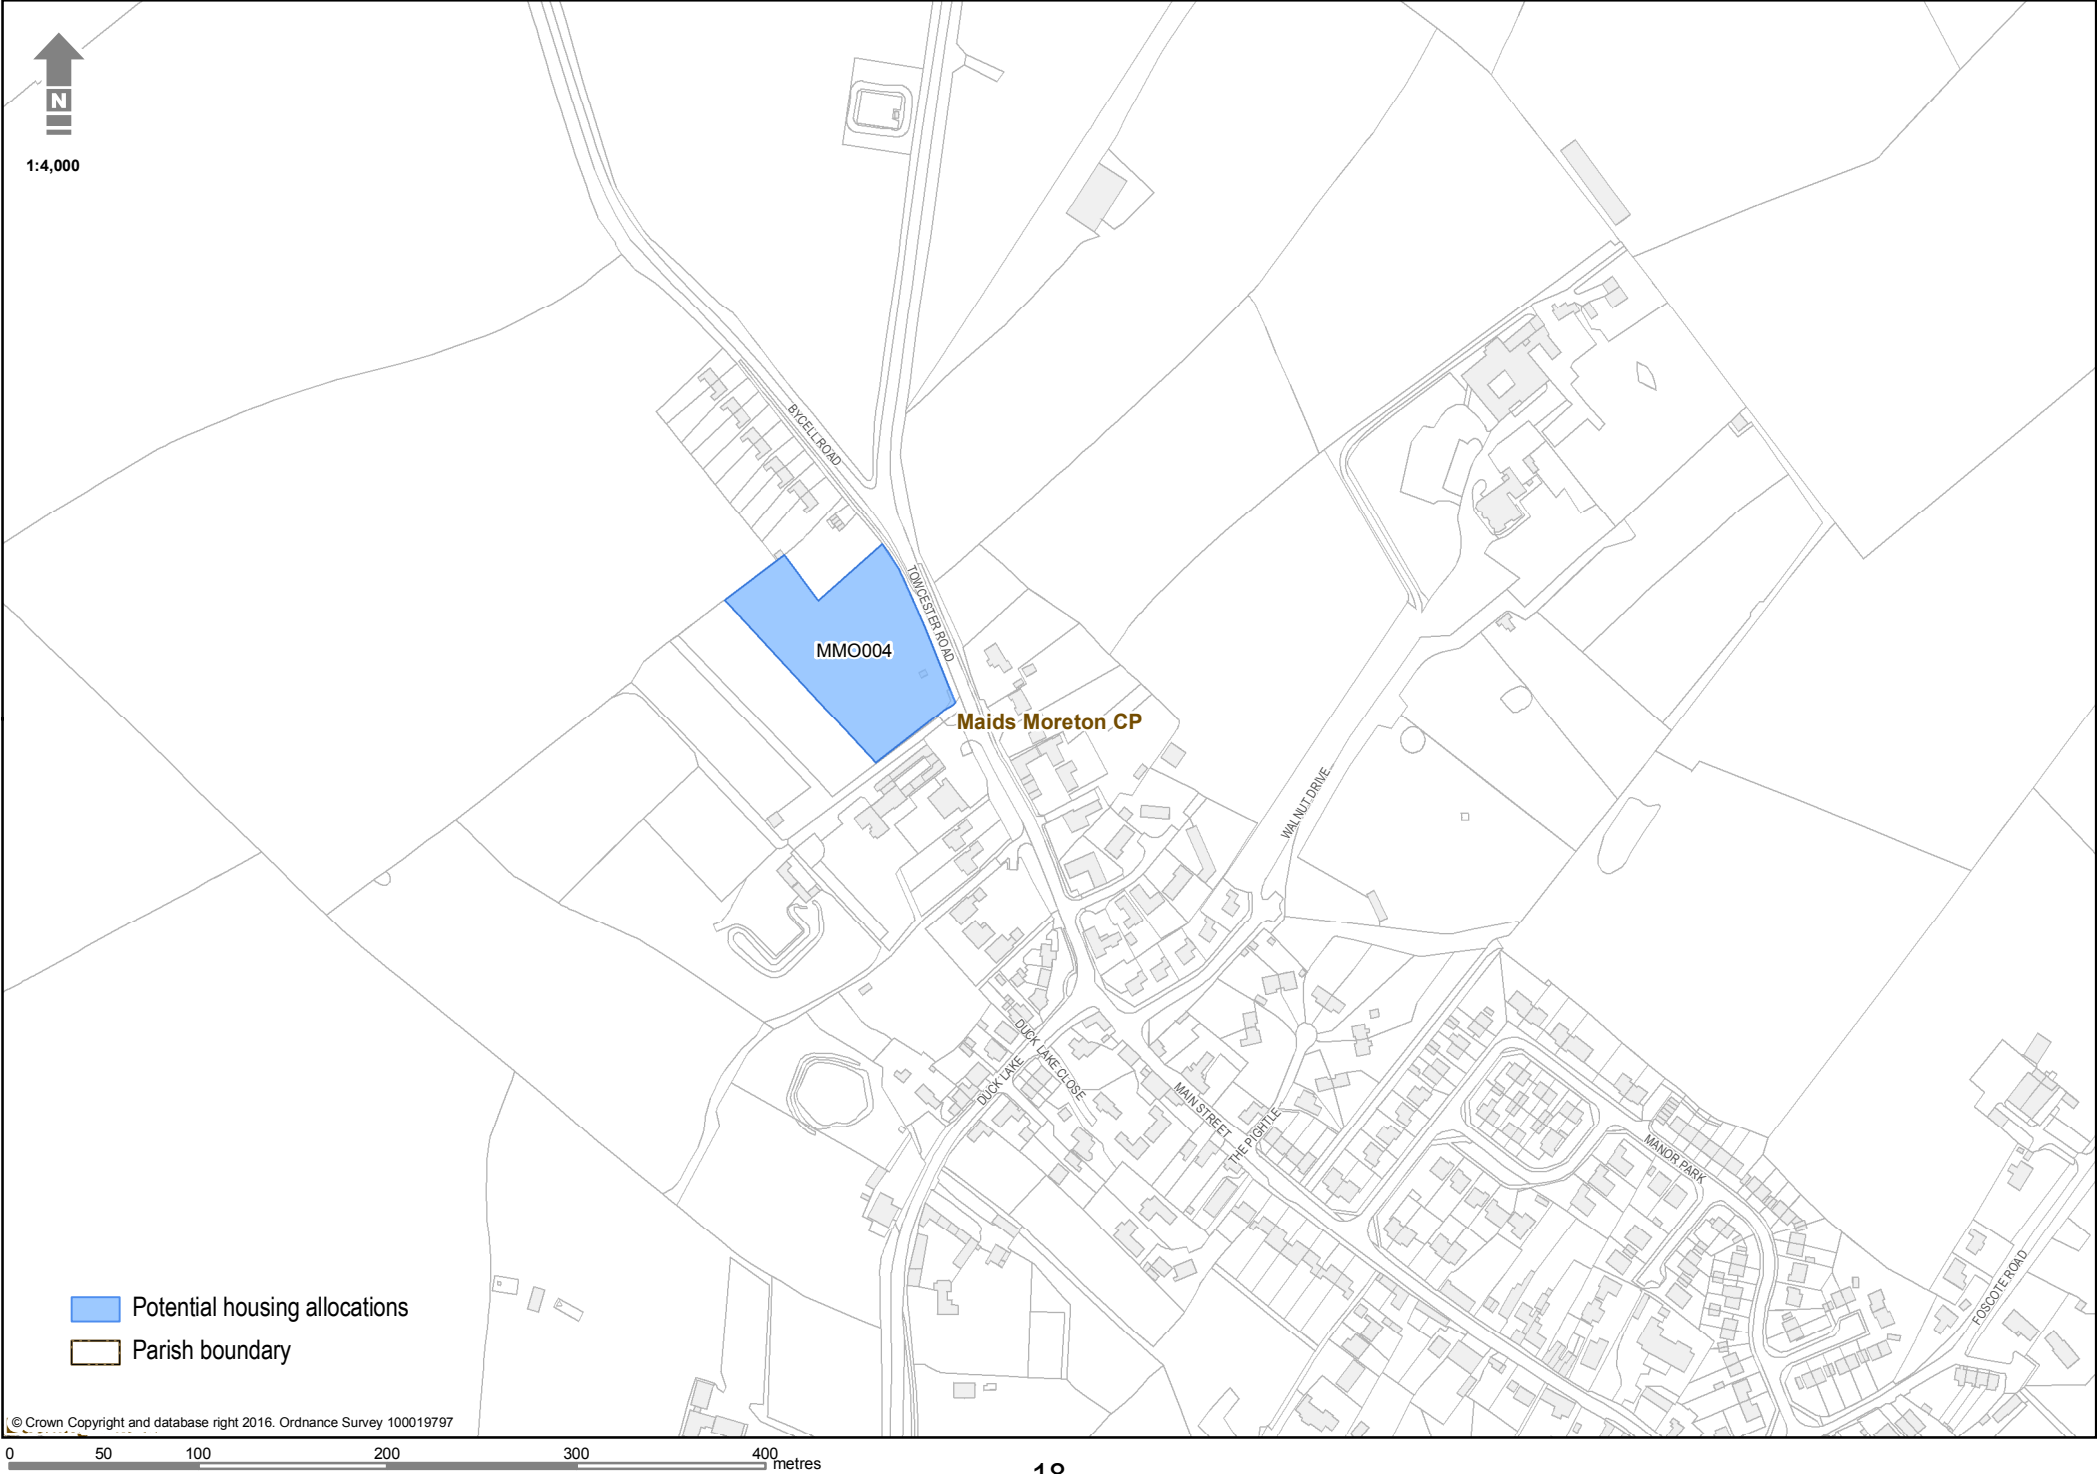 N
1:4,000
BYCELL ROAD
TOWCESTER ROAD
MMO004
Maids Moreton CP
WALNUT DRIVE
DUCK LAKE CLOSE
DUCK LAKE
MAIN STREET
THE PIGHTLE
MANOR PARK
FOSCOTE ROAD
Potential housing allocations
Parish boundary
© Crown Copyright and database right 2016. Ordnance Survey 100019797
0 50 100 200 300 400 metres
18